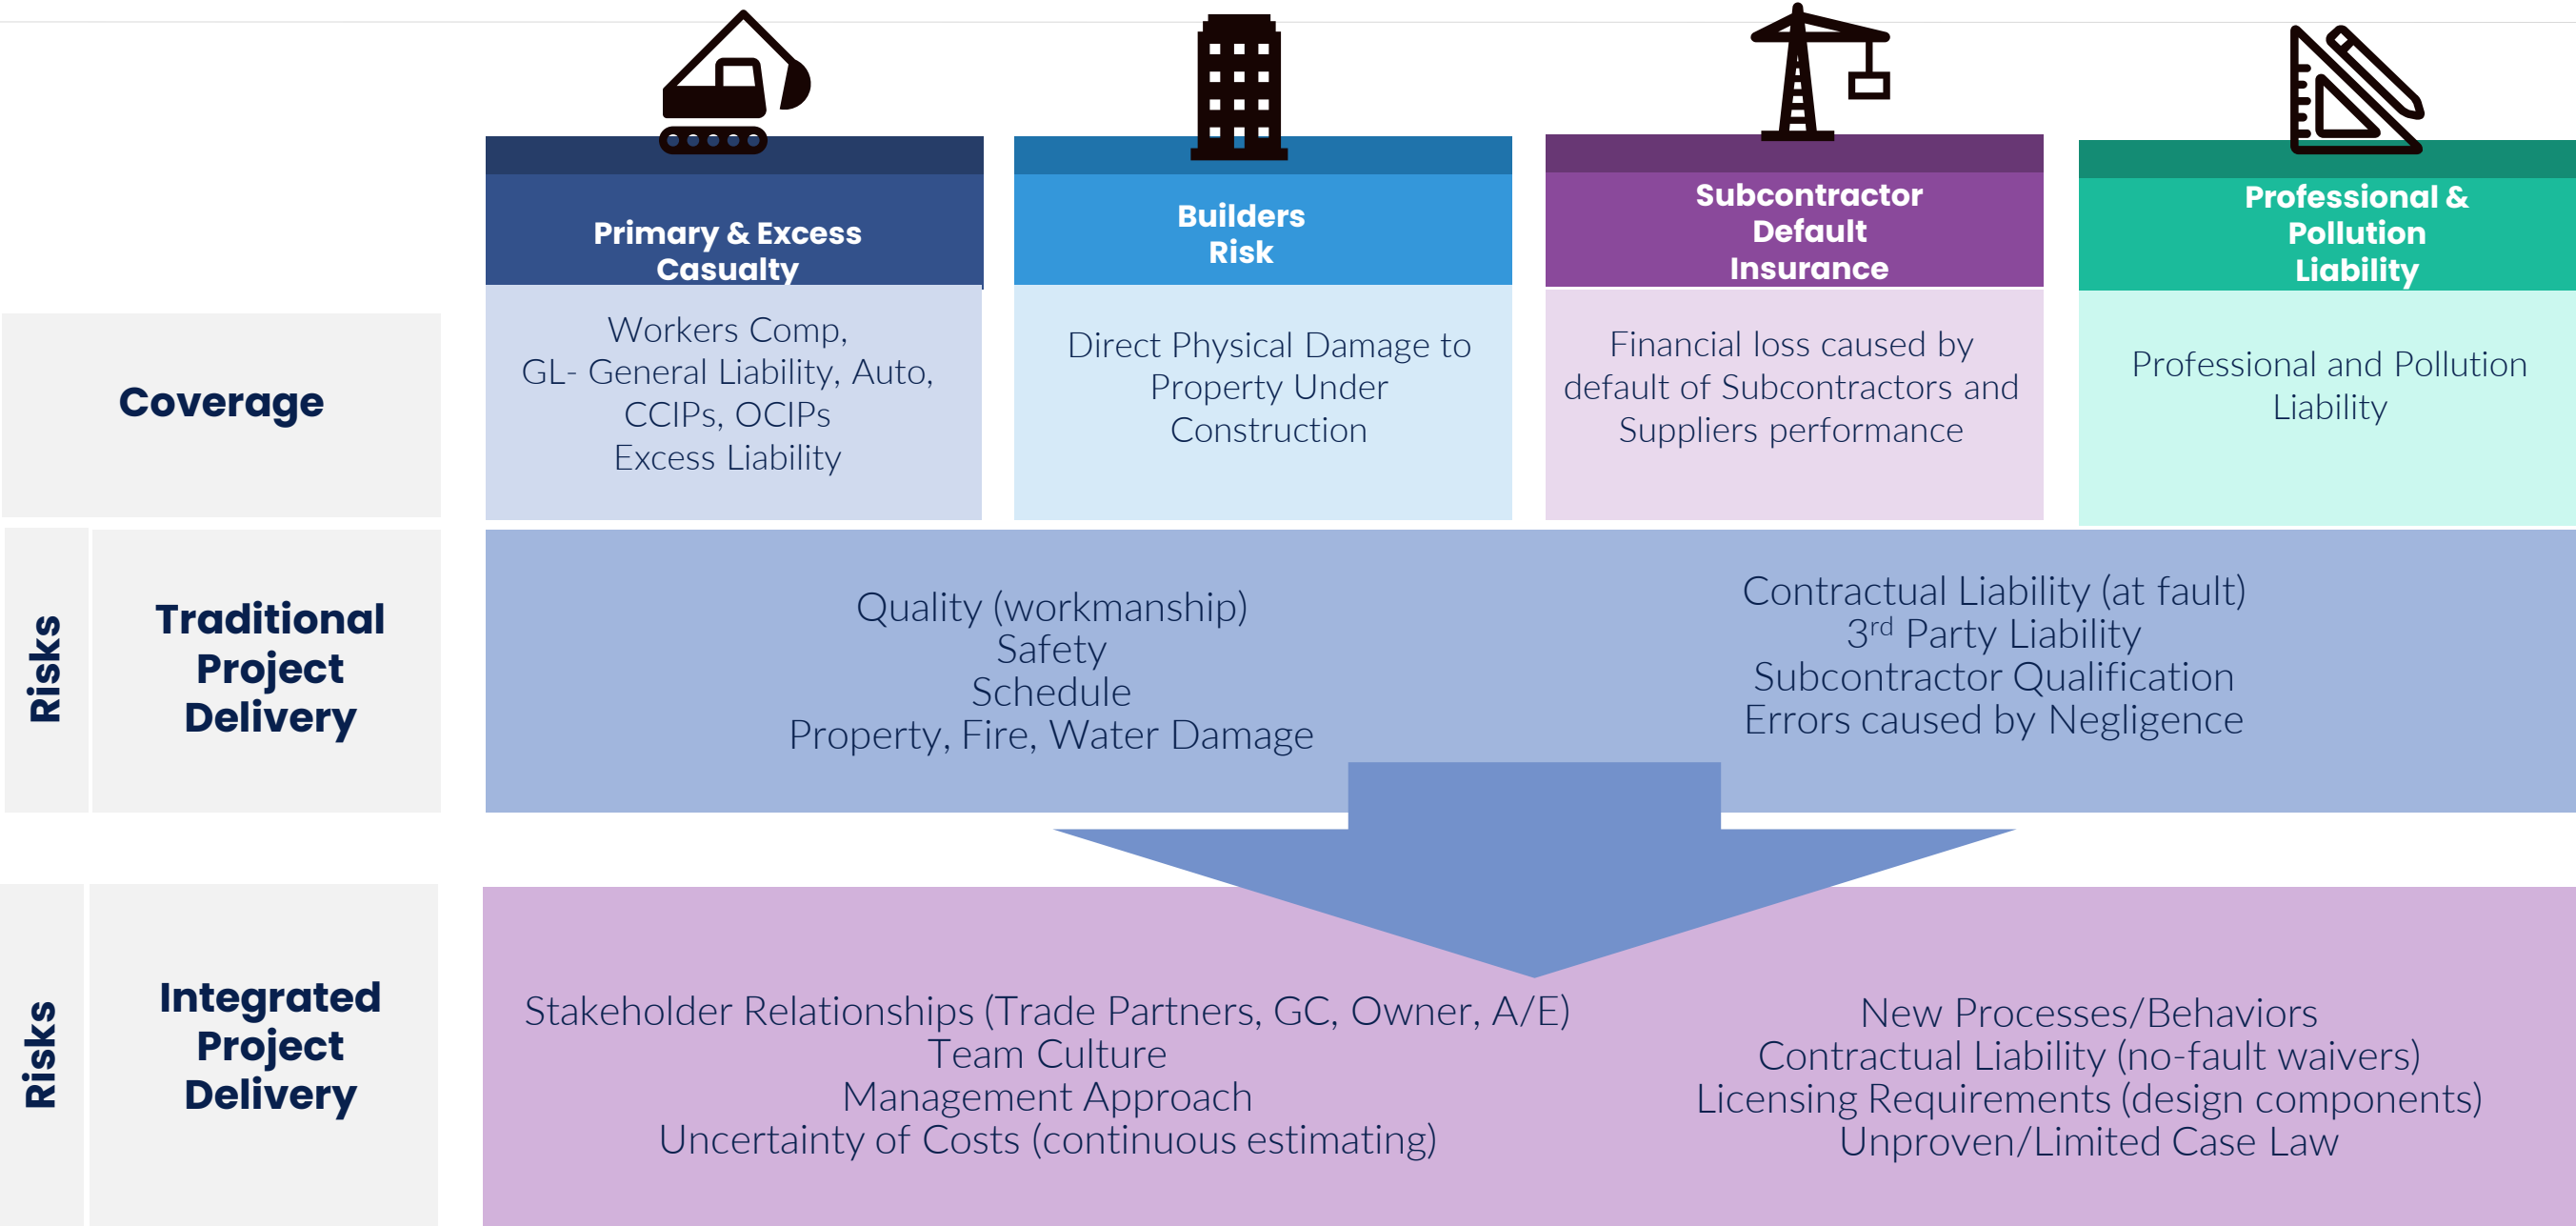 Primary & Excess
Casualty
Builders
Risk
Subcontractor
Default
Insurance
Professional &
Pollution
Liability
Coverage
Workers Comp,
GL- General Liability, Auto,
CCIPs, OCIPs
Excess Liability
Direct Physical Damage to
Property Under
Construction
Financial loss caused by
default of Subcontractors and
Suppliers performance
Professional and Pollution
Liability
Risks
Traditional
Project
Delivery
Quality (workmanship)
Safety
Schedule
Property, Fire, Water Damage
Contractual Liability (at fault)
3rd Party Liability
Subcontractor Qualification
Errors caused by Negligence
Risks
Integrated
Project
Delivery
Stakeholder Relationships (Trade Partners, GC, Owner, A/E)
Team Culture
Management Approach
Uncertainty of Costs (continuous estimating)
New Processes/Behaviors
Contractual Liability (no-fault waivers)
Licensing Requirements (design components)
Unproven/Limited Case Law